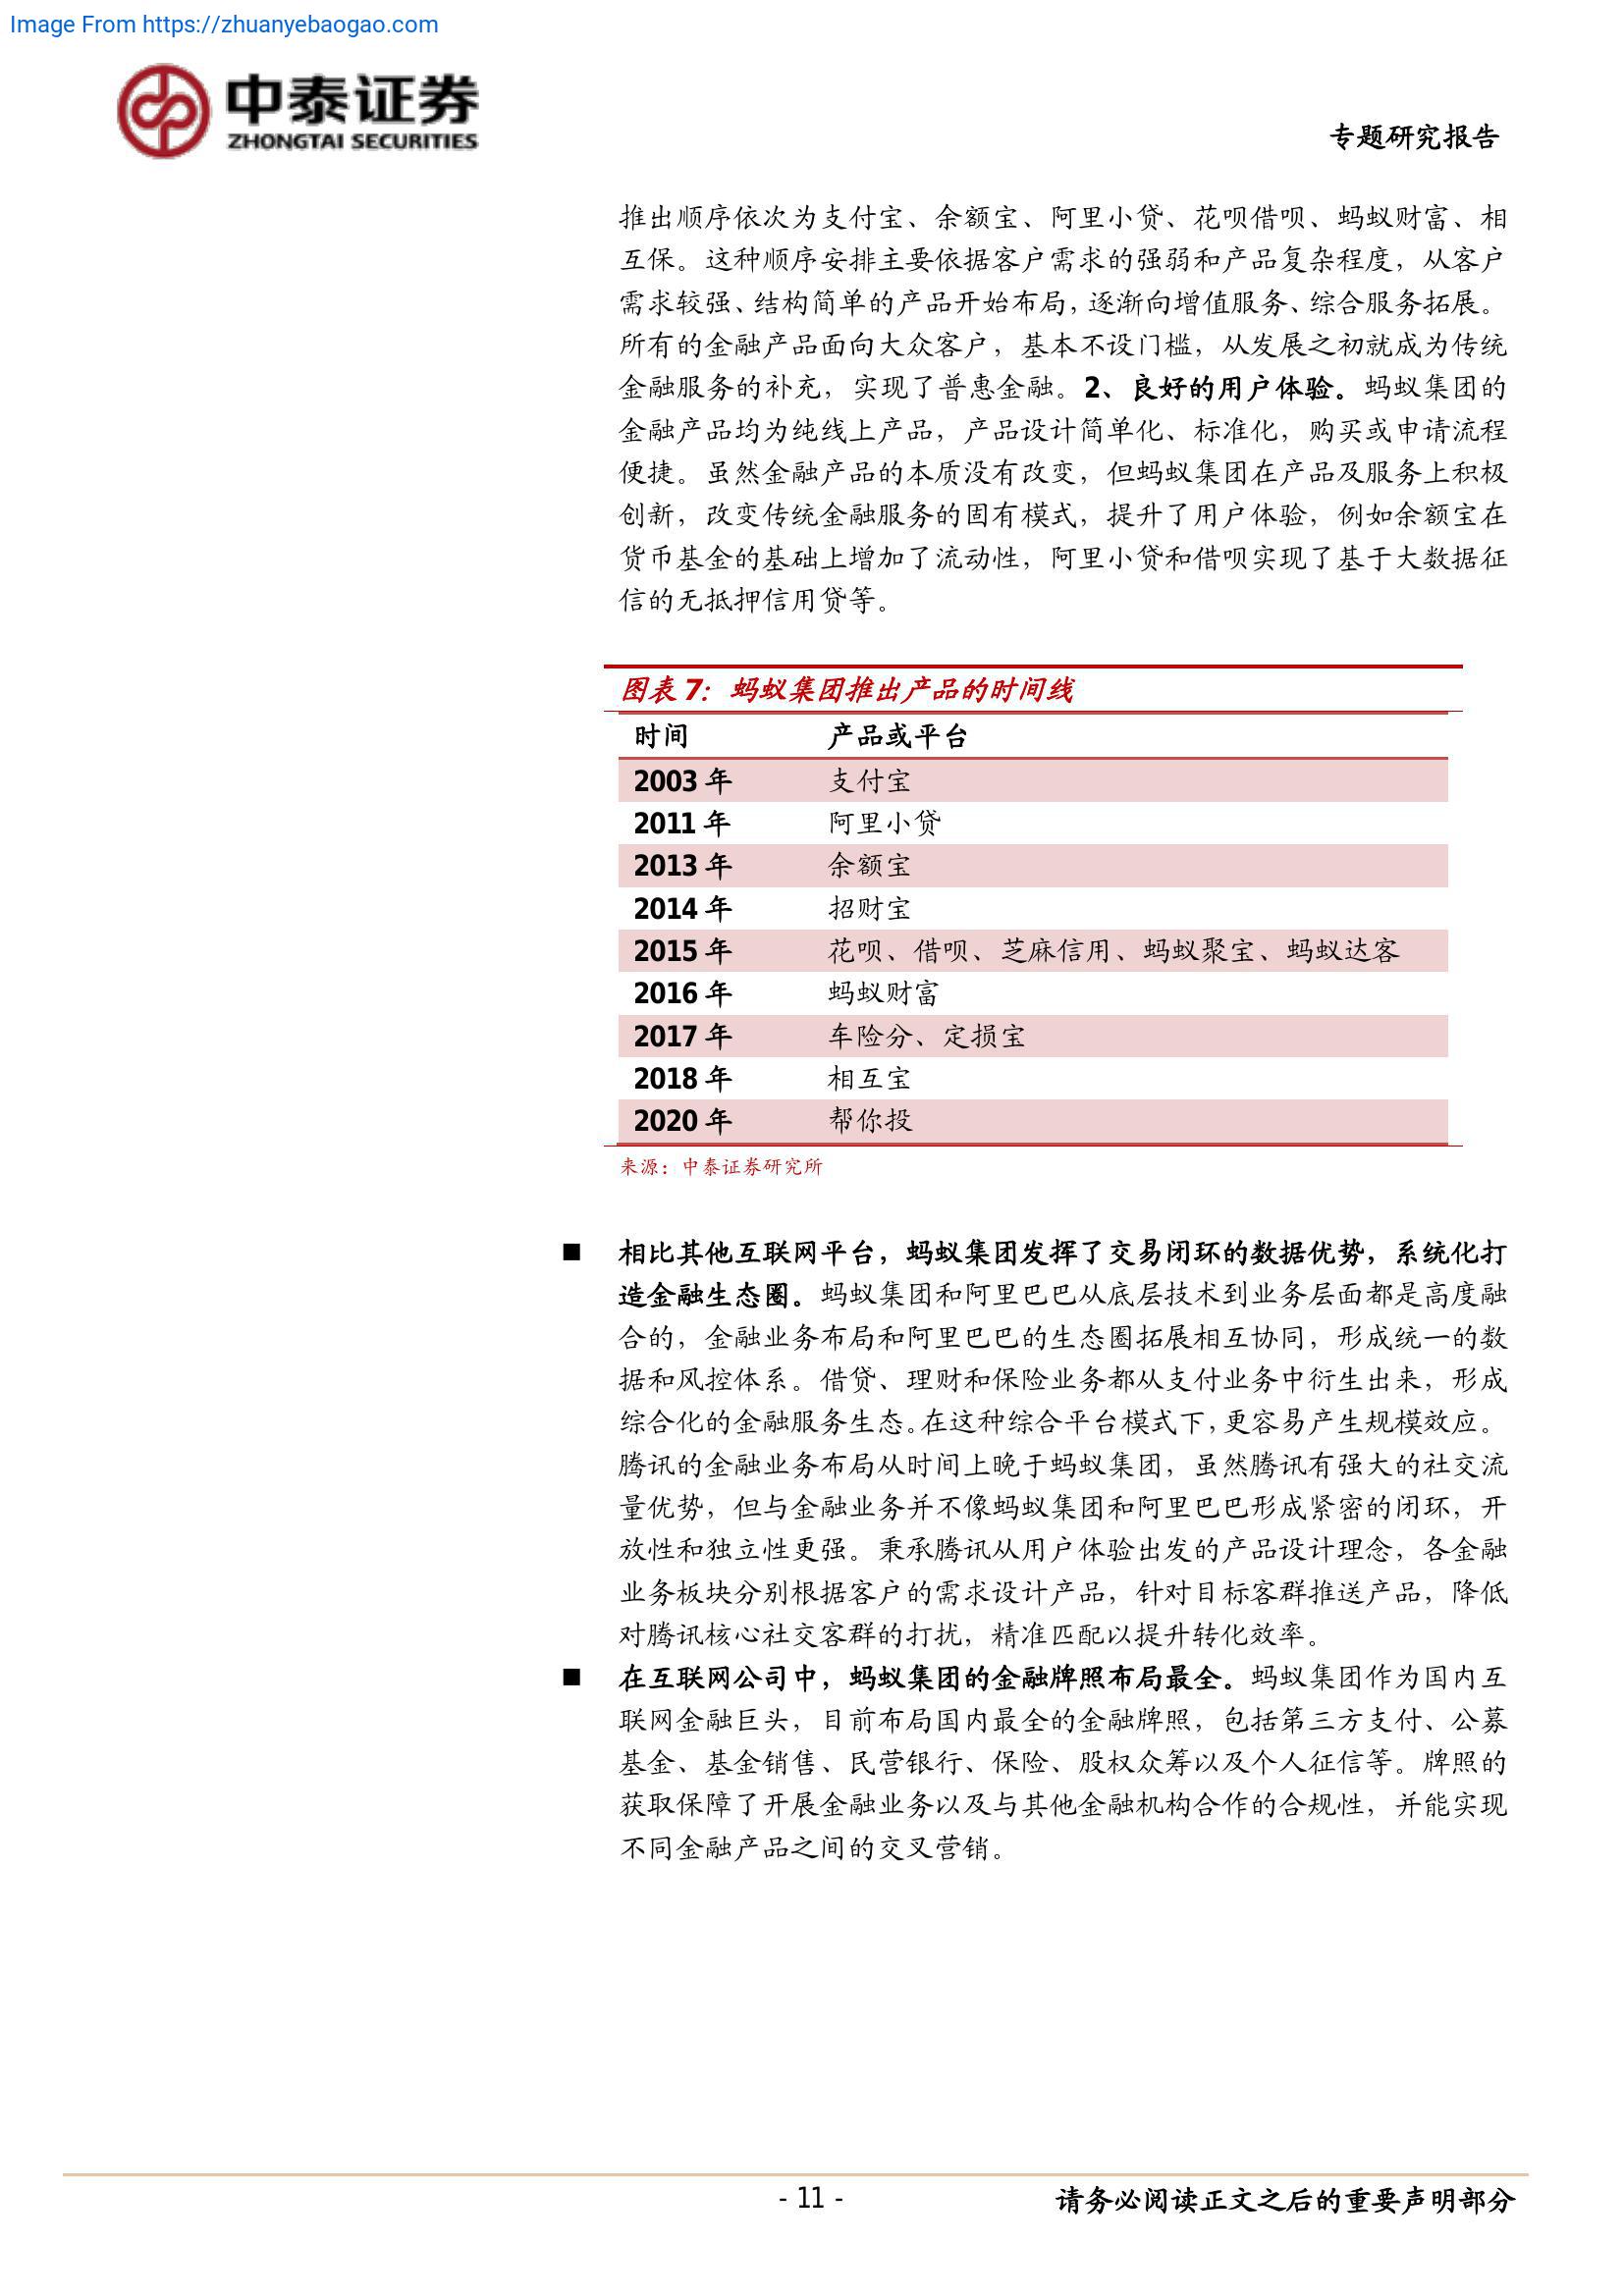 Image From https://zhuanyebaogao.com
中泰证券
ZHONGTAI SECURITIES
专题研究报告
推出顺序依次为支付宝、余额宝、阿里小贷、花呗借呗、蚂蚁财富、相
互保。这种顺序安排主要依据客户需求的强弱和产品复杂程度，从客户
需求较强、结构简单的产品开始布局，逐渐向增值服务、综合服务拓展。
所有的金融产品面向大众客户，基本不设门槛，从发展之初就成为传统
金融服务的补充，实现了普惠金融。2、良好的用户体验。蚂蚁集团的
金融产品均为纯线上产品，产品设计简单化、标准化，购买或申请流程
便捷。虽然金融产品的本质没有改变，但蚂蚁集团在产品及服务上积极
创新，改变传统金融服务的固有模式，提升了用户体验，例如余额宝在
货币基金的基础上增加了流动性，阿里小贷和借呗实现了基于大数据征
信的无抵押信用贷等。
图表 7：蚂蚁集团推出产品的时间线
时间 产品或平台
2003 年 支付宝
2011 年 阿里小贷
2013 年 余额宝
2014 年 招财宝
2015 年 花呗、借呗、芝麻信用、蚂蚁聚宝、蚂蚁达客
2016 年 蚂蚁财富
2017 年 车险分、定损宝
2018 年 相互宝
2020 年 帮你投
来源：中泰证券研究所
■ 相比其他互联网平台，蚂蚁集团发挥了交易闭环的数据优势，系统化打
造金融生态圈。蚂蚁集团和阿里巴巴从底层技术到业务层面都是高度融
合的，金融业务布局和阿里巴巴的生态圈拓展相互协同，形成统一的数
据和风控体系。借贷、理财和保险业务都从支付业务中衍生出来，形成
综合化的金融服务生态。在这种综合平台模式下，更容易产生规模效应。
腾讯的金融业务布局从时间上晚于蚂蚁集团，虽然腾讯有强大的社交流
量优势，但与金融业务并不像蚂蚁集团和阿里巴巴形成紧密的闭环，开
放性和独立性更强。秉承腾讯从用户体验出发的产品设计理念，各金融
业务板块分别根据客户的需求设计产品，针对目标客群推送产品，降低
对腾讯核心社交客群的打扰，精准匹配以提升转化效率。
■ 在互联网公司中，蚂蚁集团的金融牌照布局最全。蚂蚁集团作为国内互
联网金融巨头，目前布局国内最全的金融牌照，包括第三方支付、公募
基金、基金销售、民营银行、保险、股权众筹以及个人征信等。牌照的
获取保障了开展金融业务以及与其他金融机构合作的合规性，并能实现
不同金融产品之间的交叉营销。
- 11 -
请务必阅读正文之后的重要声明部分